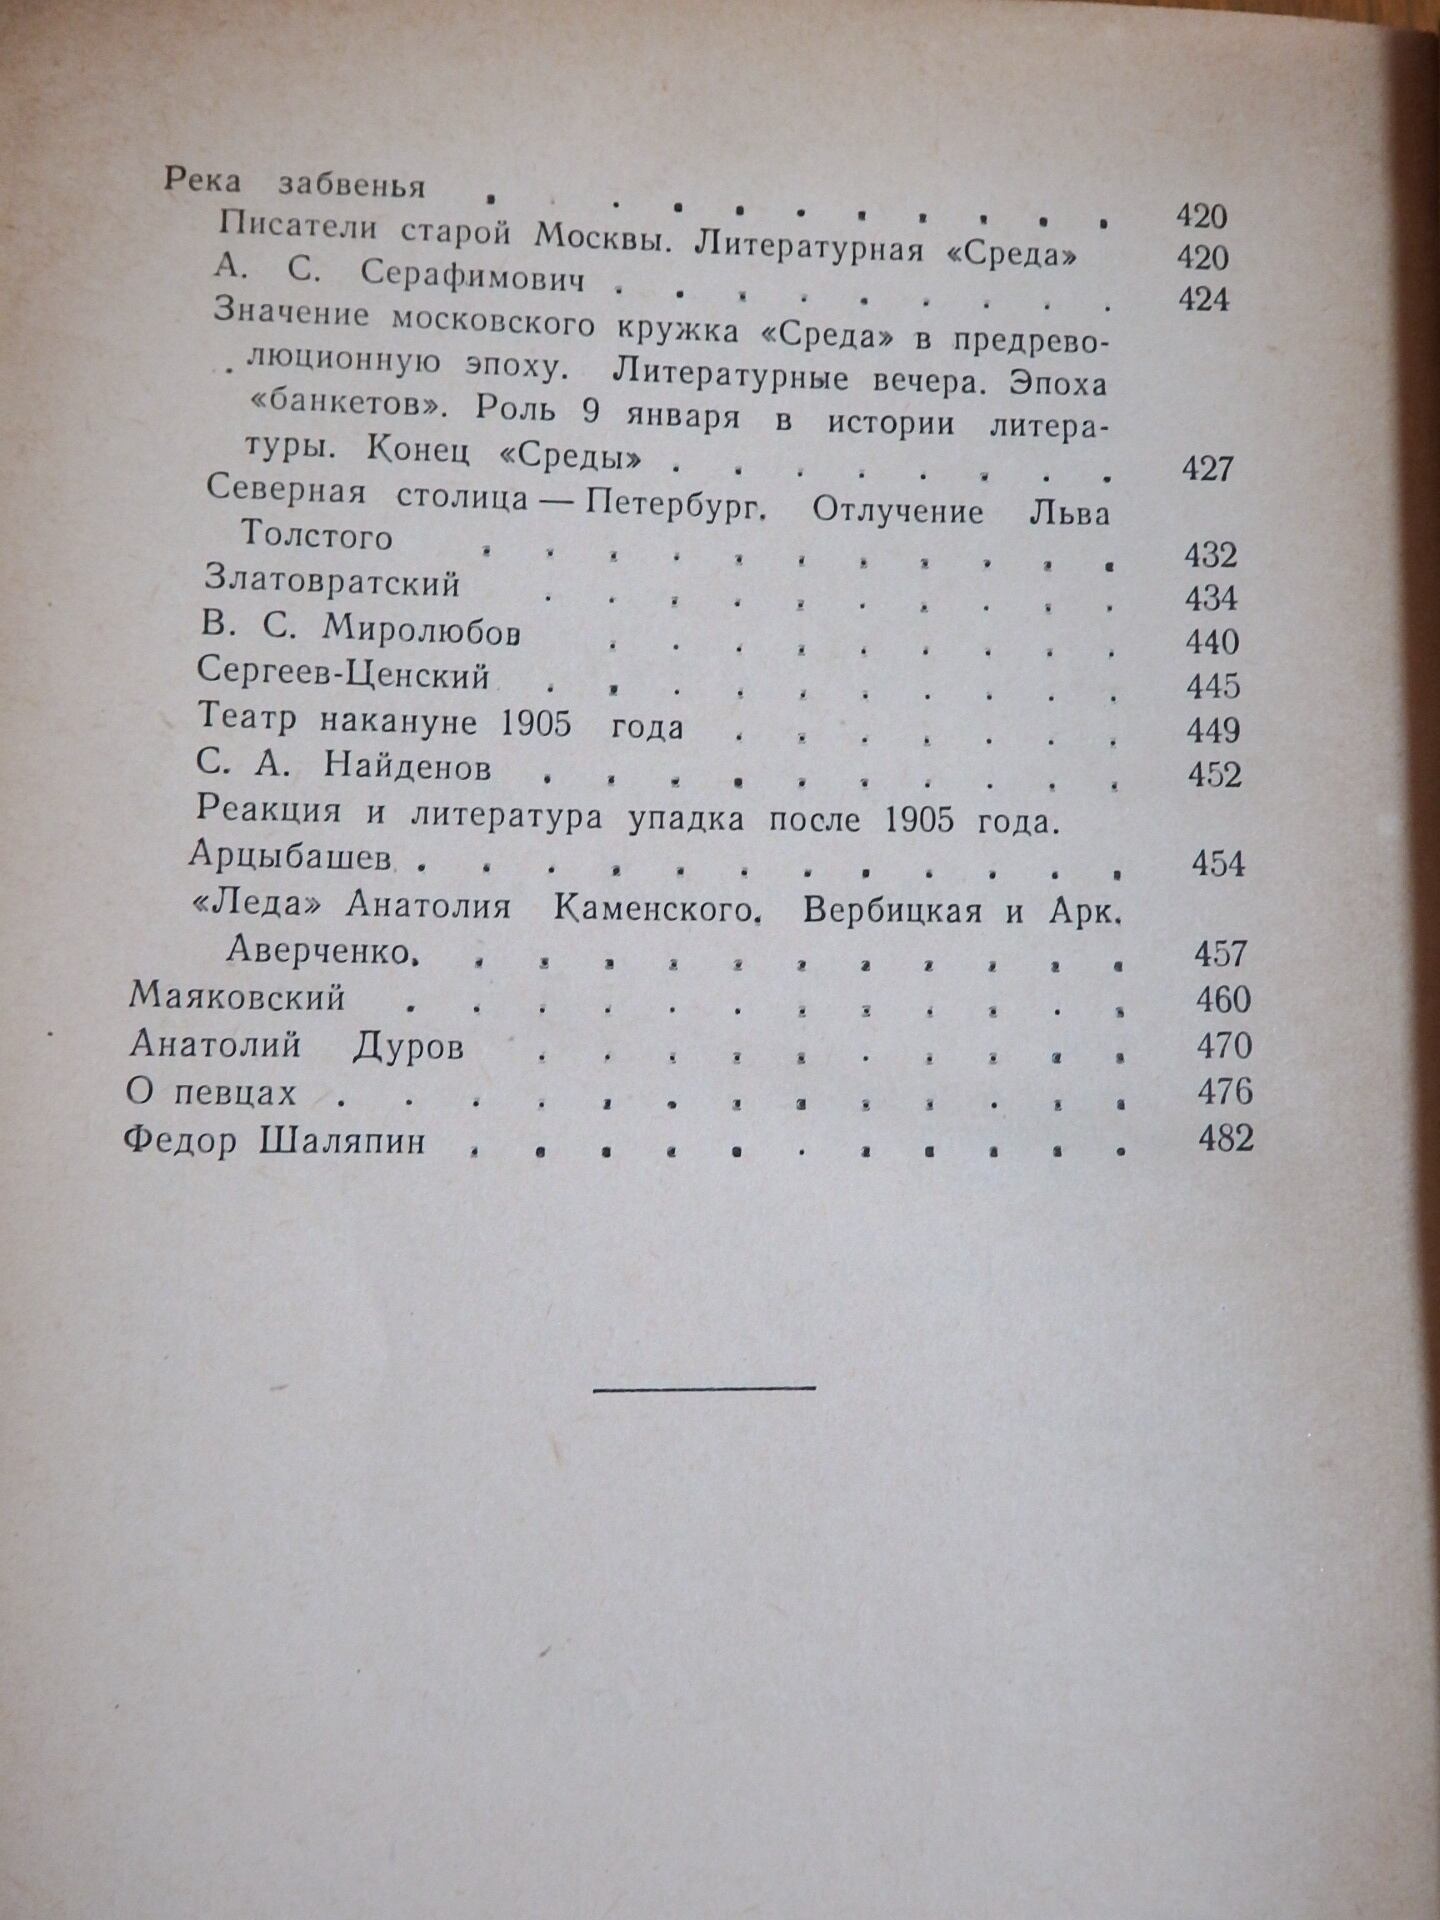 Река забвенья . . . . . . . . . . 420
Писатели старой Москвы. Литературная «Среда» 420
А. С. Серафимович . . . . . . . . . 424
Значение московского кружка «Среда» в предрево-
люционную эпоху. Литературные вечера. Эпоха
«банкетов». Роль 9 января в истории литера-
туры. Конец «Среды» . . . . . . . . 427
Северная столица — Петербург. Отлучение Льва
Толстого . . . . . . . . . . . 432
Златовратский . . . . . . . . . . 434
В. С. Миролюбов . . . . . . . . . 440
Сергеев-Ценский . . . . . . . . . . 445
Театр накануне 1905 года . . . . . . . 449
С. А. Найденов . . . . . . . . . . 452
Реакция и литература упадка после 1905 года.
Арцыбашев . . . . . . . . . . . . 454
«Леда» Анатолия Каменского. Вербицкая и Арк.
Аверченко. . . . . . . . . . . . 457
Маяковский . . . . . . . . . . . . 460
Анатолий Дуров . . . . . . . . . . 470
О певцах . . . . . . . . . . . . . 476
Федор Шаляпин . . . . . . . . . . . 482